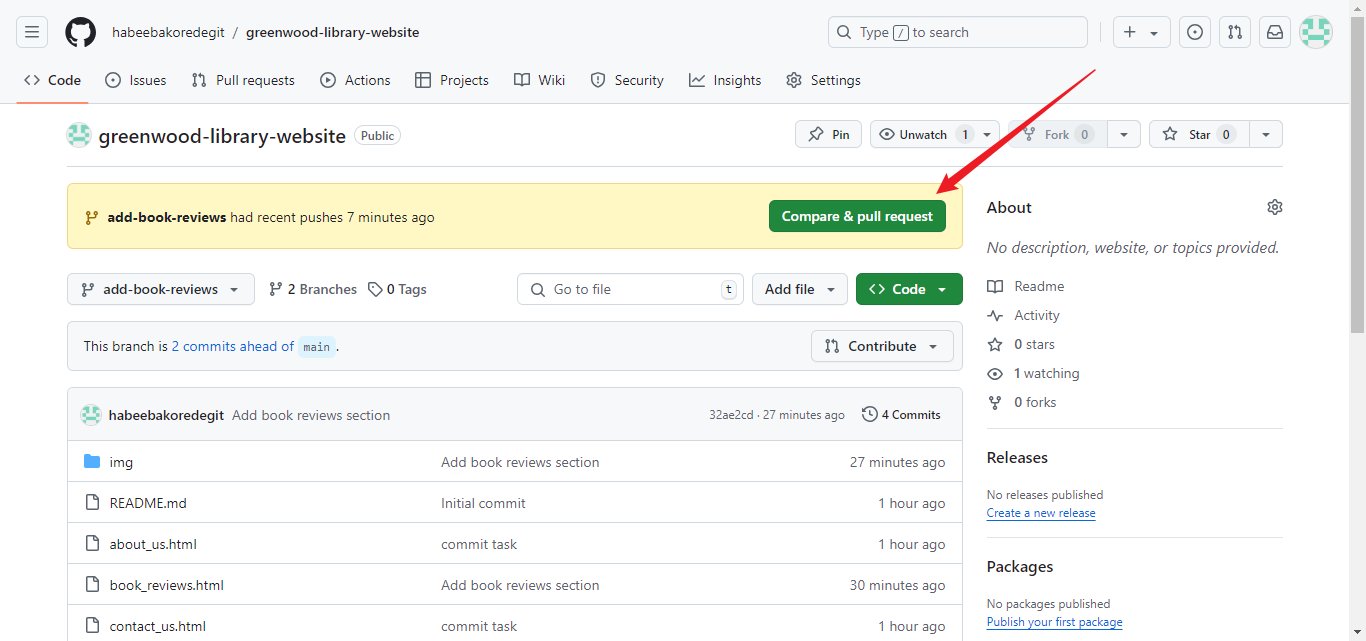 habeebakoredegit / greenwood-library-website
Type / to search
Code Issues Pull requests Actions Projects Wiki Security Insights Settings
greenwood-library-website Public
Pin Unwatch 1 Fork 0 Star 0
add-book-reviews had recent pushes 7 minutes ago
Compare & pull request
add-book-reviews 2 Branches 0 Tags
Go to file t
Add file
Code
This branch is 2 commits ahead of main .
Contribute
habeebakoredegit Add book reviews section 32ae2cd · 27 minutes ago 4 Commits
img Add book reviews section 27 minutes ago
README.md Initial commit 1 hour ago
about_us.html commit task 1 hour ago
book_reviews.html Add book reviews section 30 minutes ago
contact_us.html commit task 1 hour ago
About
No description, website, or topics provided.
Readme
Activity
0 stars
1 watching
0 forks
Releases
No releases published
Create a new release
Packages
No packages published
Publish your first package